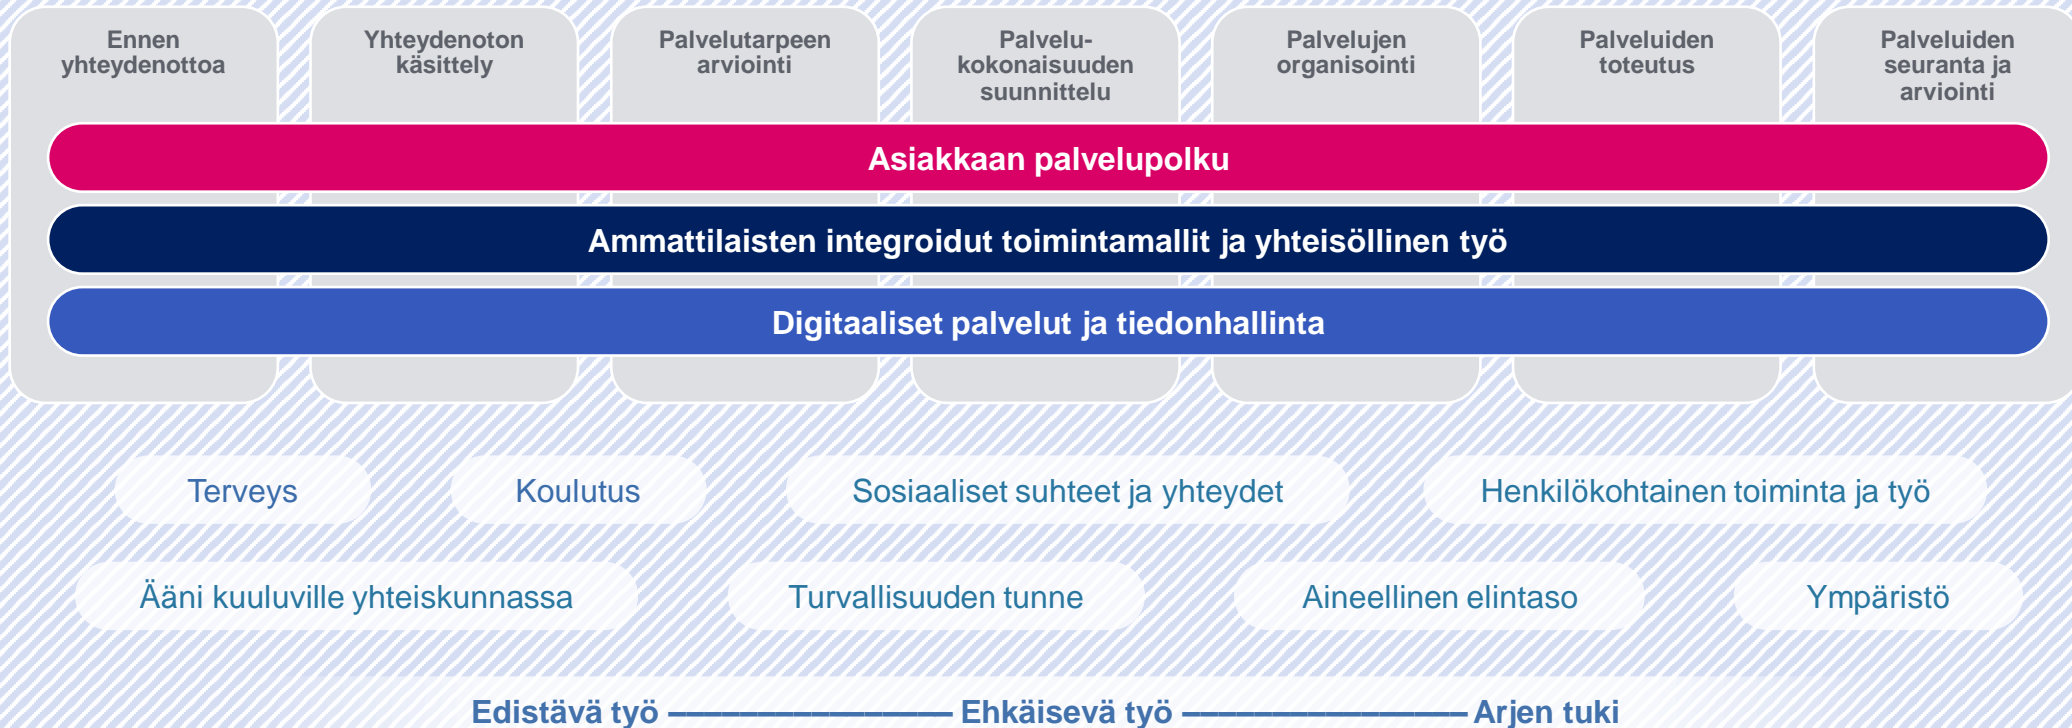 Ennen
yhteydenottoa
Yhteydenoton
käsittely
Palvelutarpeen
arviointi
Palvelu-
kokonaisuuden
suunnittelu
Palvelujen
organisointi
Palveluiden
toteutus
Palveluiden
seuranta ja
arviointi
Asiakkaan palvelupolku
Ammattilaisten integroidut toimintamallit ja yhteisöllinen työ
Digitaaliset palvelut ja tiedonhallinta
Terveys
Koulutus
Sosiaaliset suhteet ja yhteydet
Henkilökohtainen toiminta ja työ
Ääni kuuluville yhteiskunnassa
Turvallisuuden tunne
Aineellinen elintaso
Ympäristö
Edistävä työ ——————— Ehkäisevä työ ——————— Arjen tuki